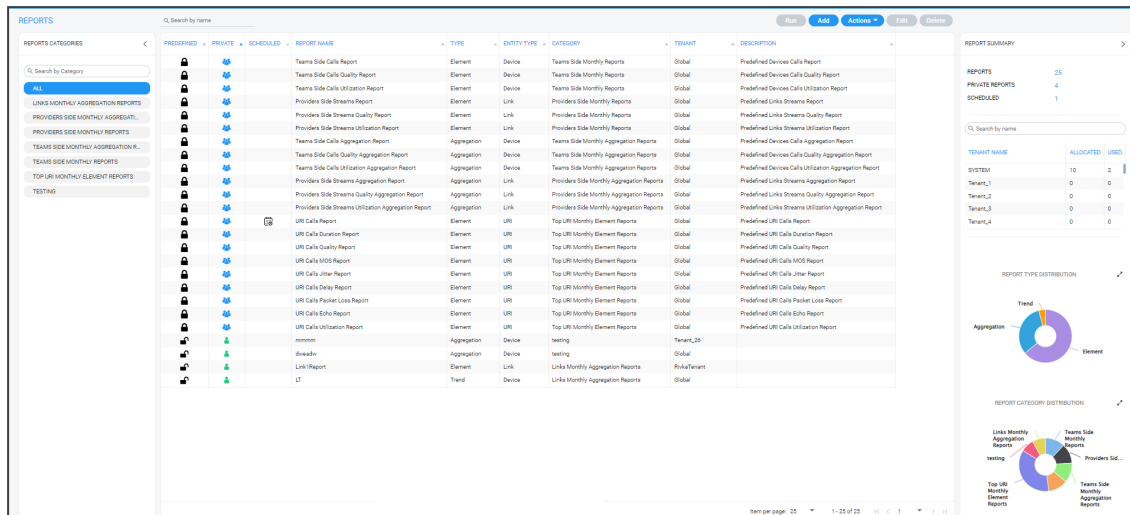 REPORTS
Search by name
Run Add Actions Edit Delete
REPORTS CATEGORIES
Search by Category
ALL
LINKS MONTHLY AGGREGATION REPORTS
PROVIDERS SIDE MONTHLY AGGREGATI...
PROVIDERS SIDE MONTHLY REPORTS
TEAMS SIDE MONTHLY AGGREGATION R...
TEAMS SIDE MONTHLY REPORTS
TOP URI MONTHLY ELEMENT REPORTS
TESTING
PREDEFINED PRIVATE SCHEDULED REPORT NAME TYPE ENTITY TYPE CATEGORY TENANT DESCRIPTION
Teams Side Calls Report Element Device Teams Side Monthly Reports Global Predefined Devices Calls Report
Teams Side Calls Quality Report Element Device Teams Side Monthly Reports Global Predefined Devices Calls Quality Report
Teams Side Calls Utilization Report Element Device Teams Side Monthly Reports Global Predefined Devices Calls Utilization Report
Providers Side Streams Report Element Link Providers Side Monthly Reports Global Predefined Links Streams Report
Providers Side Streams Quality Report Element Link Providers Side Monthly Reports Global Predefined Links Streams Quality Report
Providers Side Streams Utilization Report Element Link Providers Side Monthly Reports Global Predefined Links Streams Utilization Report
Teams Side Calls Aggregation Report Aggregation Device Teams Side Monthly Aggregation Reports Global Predefined Devices Calls Aggregation Report
Teams Side Calls Quality Aggregation Report Aggregation Device Teams Side Monthly Aggregation Reports Global Predefined Devices Calls Quality Aggregation Report
Teams Side Calls Utilization Aggregation Report Aggregation Device Teams Side Monthly Aggregation Reports Global Predefined Devices Calls Utilization Aggregation Report
Providers Side Streams Aggregation Report Aggregation Link Providers Side Monthly Aggregation Reports Global Predefined Links Streams Aggregation Report
Providers Side Streams Quality Aggregation Report Aggregation Link Providers Side Monthly Aggregation Reports Global Predefined Links Streams Quality Aggregation Report
Providers Side Streams Utilization Aggregation Report Aggregation Link Providers Side Monthly Aggregation Reports Global Predefined Links Streams Utilization Aggregation Report
URI Calls Report Element URI Top URI Monthly Element Reports Global Predefined URI Calls Report
URI Calls Duration Report Element URI Top URI Monthly Element Reports Global Predefined URI Calls Duration Report
URI Calls Quality Report Element URI Top URI Monthly Element Reports Global Predefined URI Calls Quality Report
URI Calls MOS Report Element URI Top URI Monthly Element Reports Global Predefined URI Calls MOS Report
URI Calls Jitter Report Element URI Top URI Monthly Element Reports Global Predefined URI Calls Jitter Report
URI Calls Delay Report Element URI Top URI Monthly Element Reports Global Predefined URI Calls Delay Report
URI Calls Packet Loss Report Element URI Top URI Monthly Element Reports Global Predefined URI Calls Packet Loss Report
URI Calls Echo Report Element URI Top URI Monthly Element Reports Global Predefined URI Calls Echo Report
URI Calls Utilization Report Element URI Top URI Monthly Element Reports Global Predefined URI Calls Utilization Report
mmmm Aggregation Device testing Tenant_26
dweadw Aggregation Device testing Global
Link1Report Element Link Links Monthly Aggregation Reports RivkaTenant
LT Trend Device Links Monthly Aggregation Reports Global
Item per page: 25 1 - 25 of 25 1
REPORT SUMMARY
REPORTS 25
PRIVATE REPORTS 4
SCHEDULED 1
Search by name
TENANT NAME ALLOCATED USED
SYSTEM 10 2
Tenant_1 0 0
Tenant_2 0 0
Tenant_3 0 0
Tenant_4 0 0
REPORT TYPE DISTRIBUTION
Trend
Aggregation
Element
REPORT CATEGORY DISTRIBUTION
Links Monthly
Aggregation
Reports
Teams Side
Monthly
Reports
testing
Providers Sid...
Top URI
Monthly
Element
Reports
Teams Side
Monthly
Aggregation
Reports